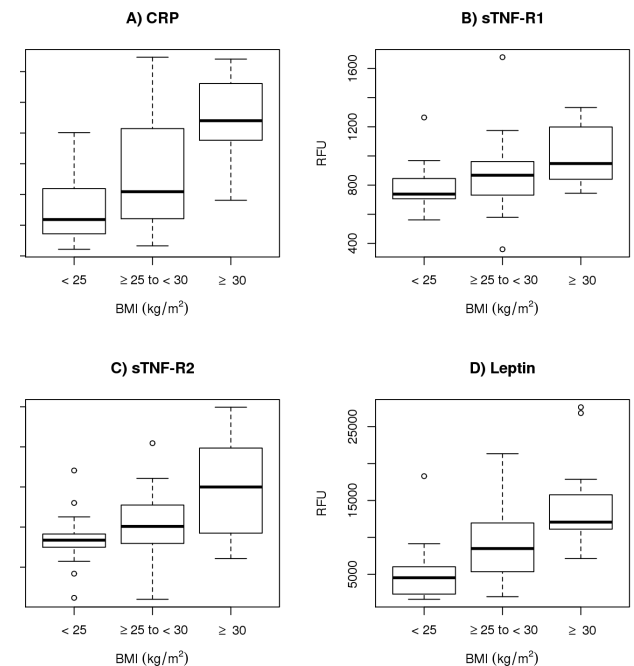 A) CRP
B) sTNF-R1
RFU
1600
1200
800
400
< 25
≥ 25 to < 30
≥ 30
BMI (kg/m²)
< 25
≥ 25 to < 30
≥ 30
BMI (kg/m²)
C) sTNF-R2
D) Leptin
RFU
25000
15000
5000
< 25
≥ 25 to < 30
≥ 30
BMI (kg/m²)
< 25
≥ 25 to < 30
≥ 30
BMI (kg/m²)